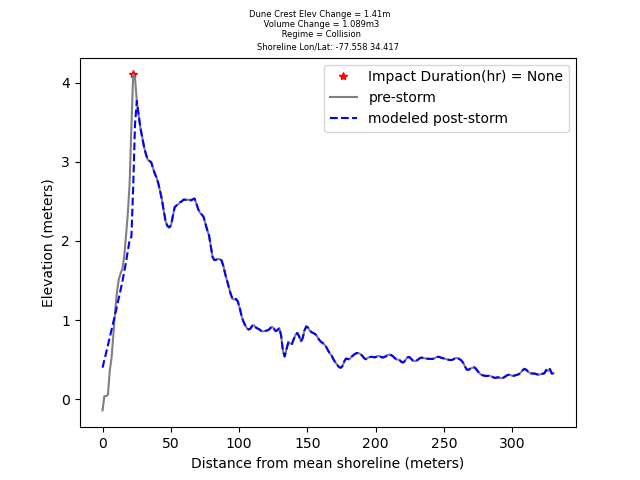 Dune Crest Elev Change = 1.41m
Volume Change = 1.089m3
Regime = Collision
Shoreline Lon/Lat: -77.558 34.417
Impact Duration(hr) = None
pre-storm
modeled post-storm
4
3
2
1
0
Elevation (meters)
0 50 100 150 200 250 300
Distance from mean shoreline (meters)